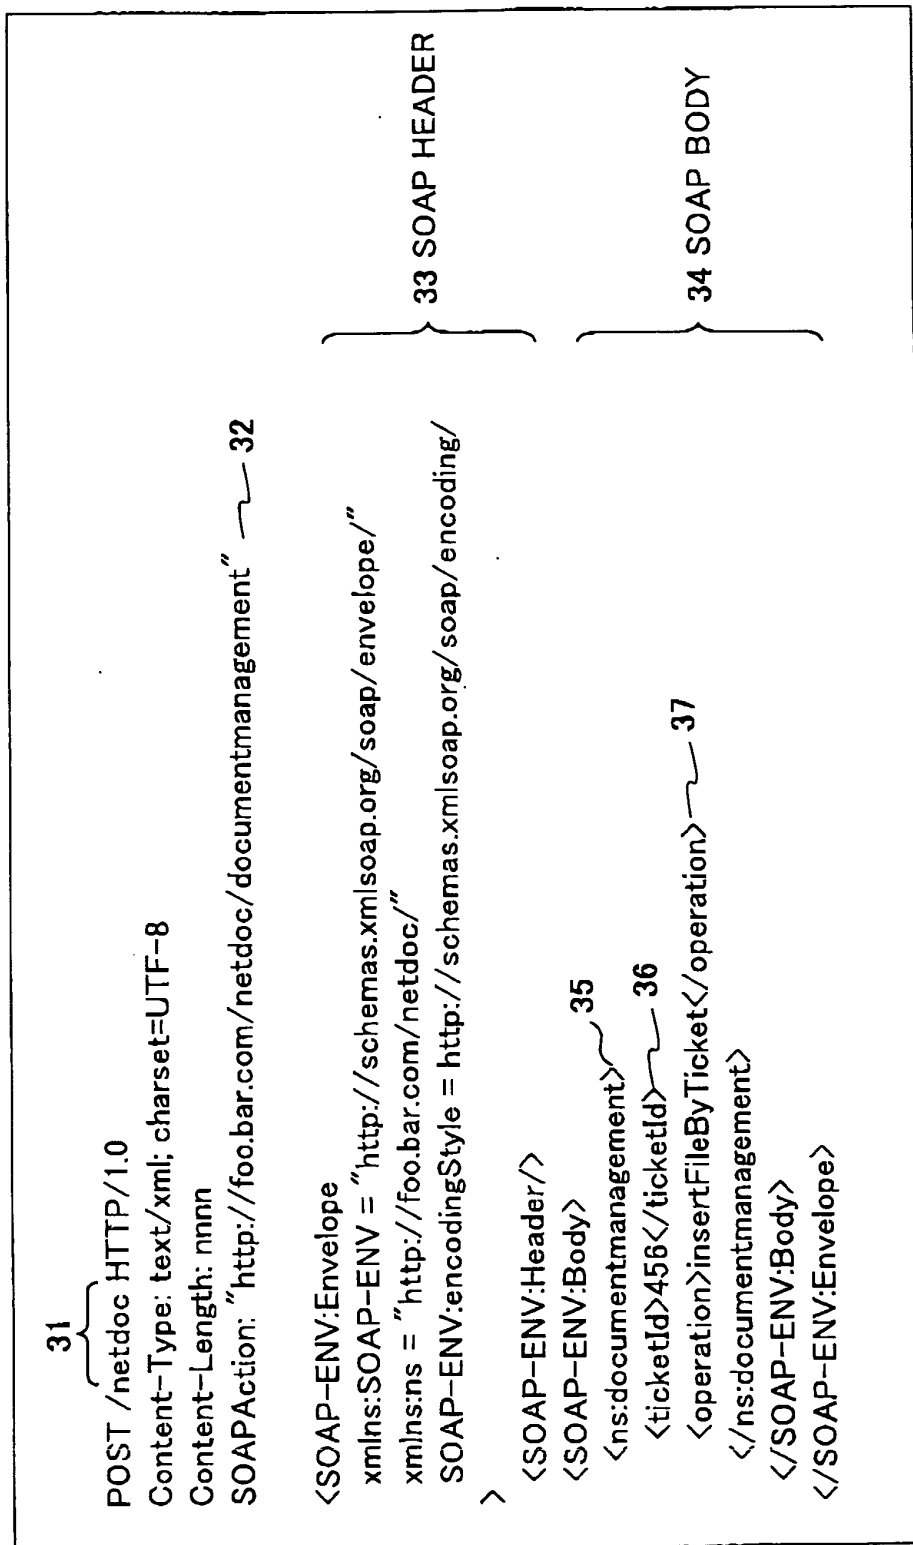 31
POST /netdoc HTTP/1.0
Content-Type: text/xml; charset=UTF-8
Content-Length: nnnn
SOAPAction: "http://foo.bar.com/netdoc/documentmanagement" 32
<SOAP-ENV:Envelope
xmlns:SOAP-ENV = "http://schemas.xmlsoap.org/soap/envelope/"
xmlns:ns = "http://foo.bar.com/netdoc/"
SOAP-ENV:encodingStyle = http://schemas.xmlsoap.org/soap/encoding/
>
33 SOAP HEADER
<SOAP-ENV:Header/>
<SOAP-ENV:Body>
<ns:documentmanagement> 35
<ticketId>456</ticketId> 36
<operation>insertFileByTicket</operation> 37
</ns:documentmanagement>
</SOAP-ENV:Body>
</SOAP-ENV:Envelope>
34 SOAP BODY